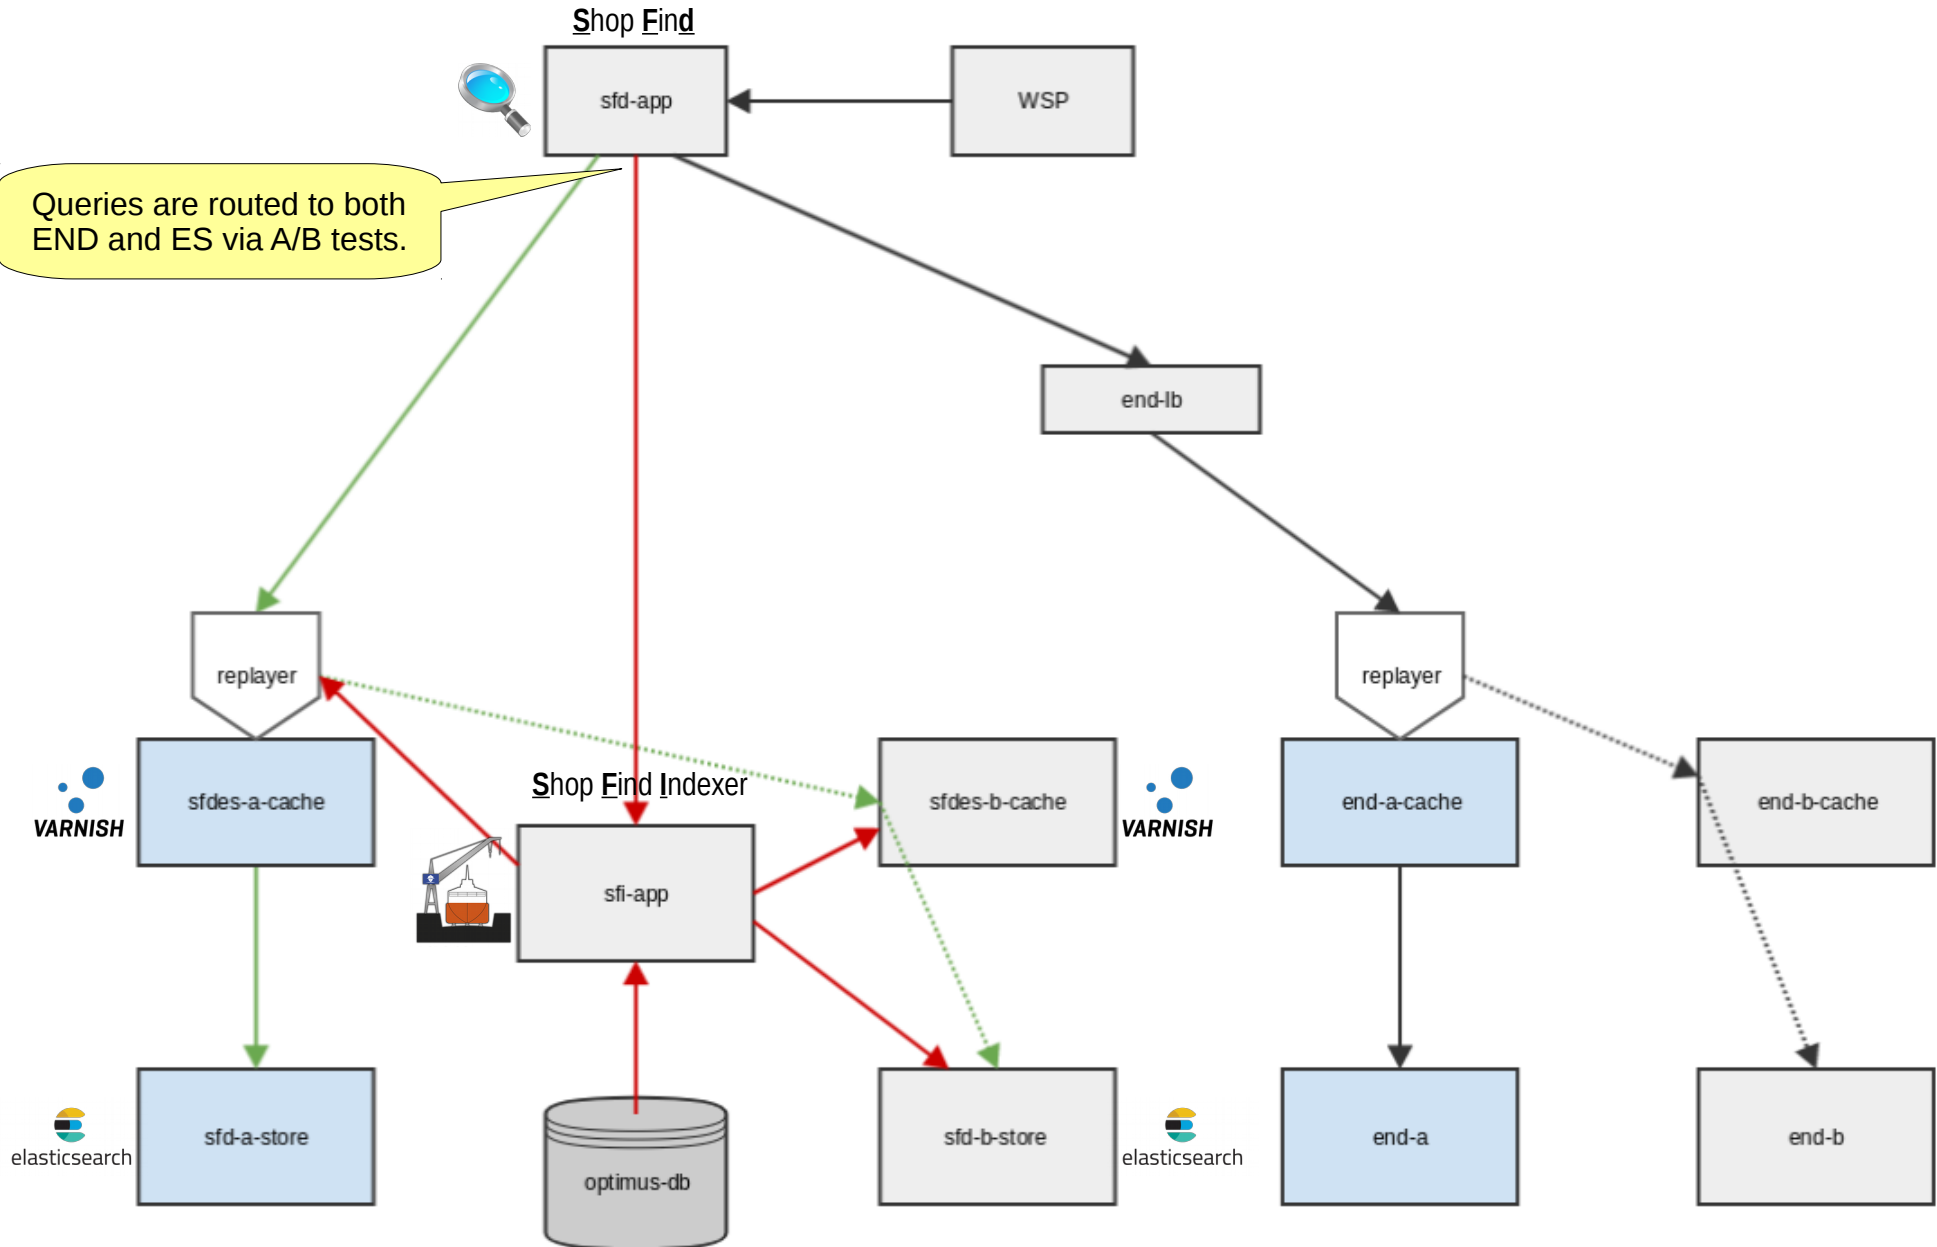 Shop Find
sfd-app
WSP
Queries are routed to both
END and ES via A/B tests.
end-lb
replayer
replayer
Shop Find Indexer
sfdes-a-cache
sfdes-b-cache
end-a-cache
end-b-cache
VARNISH
VARNISH
sfi-app
sfd-a-store
sfd-b-store
end-a
end-b
elasticsearch
elasticsearch
optimus-db